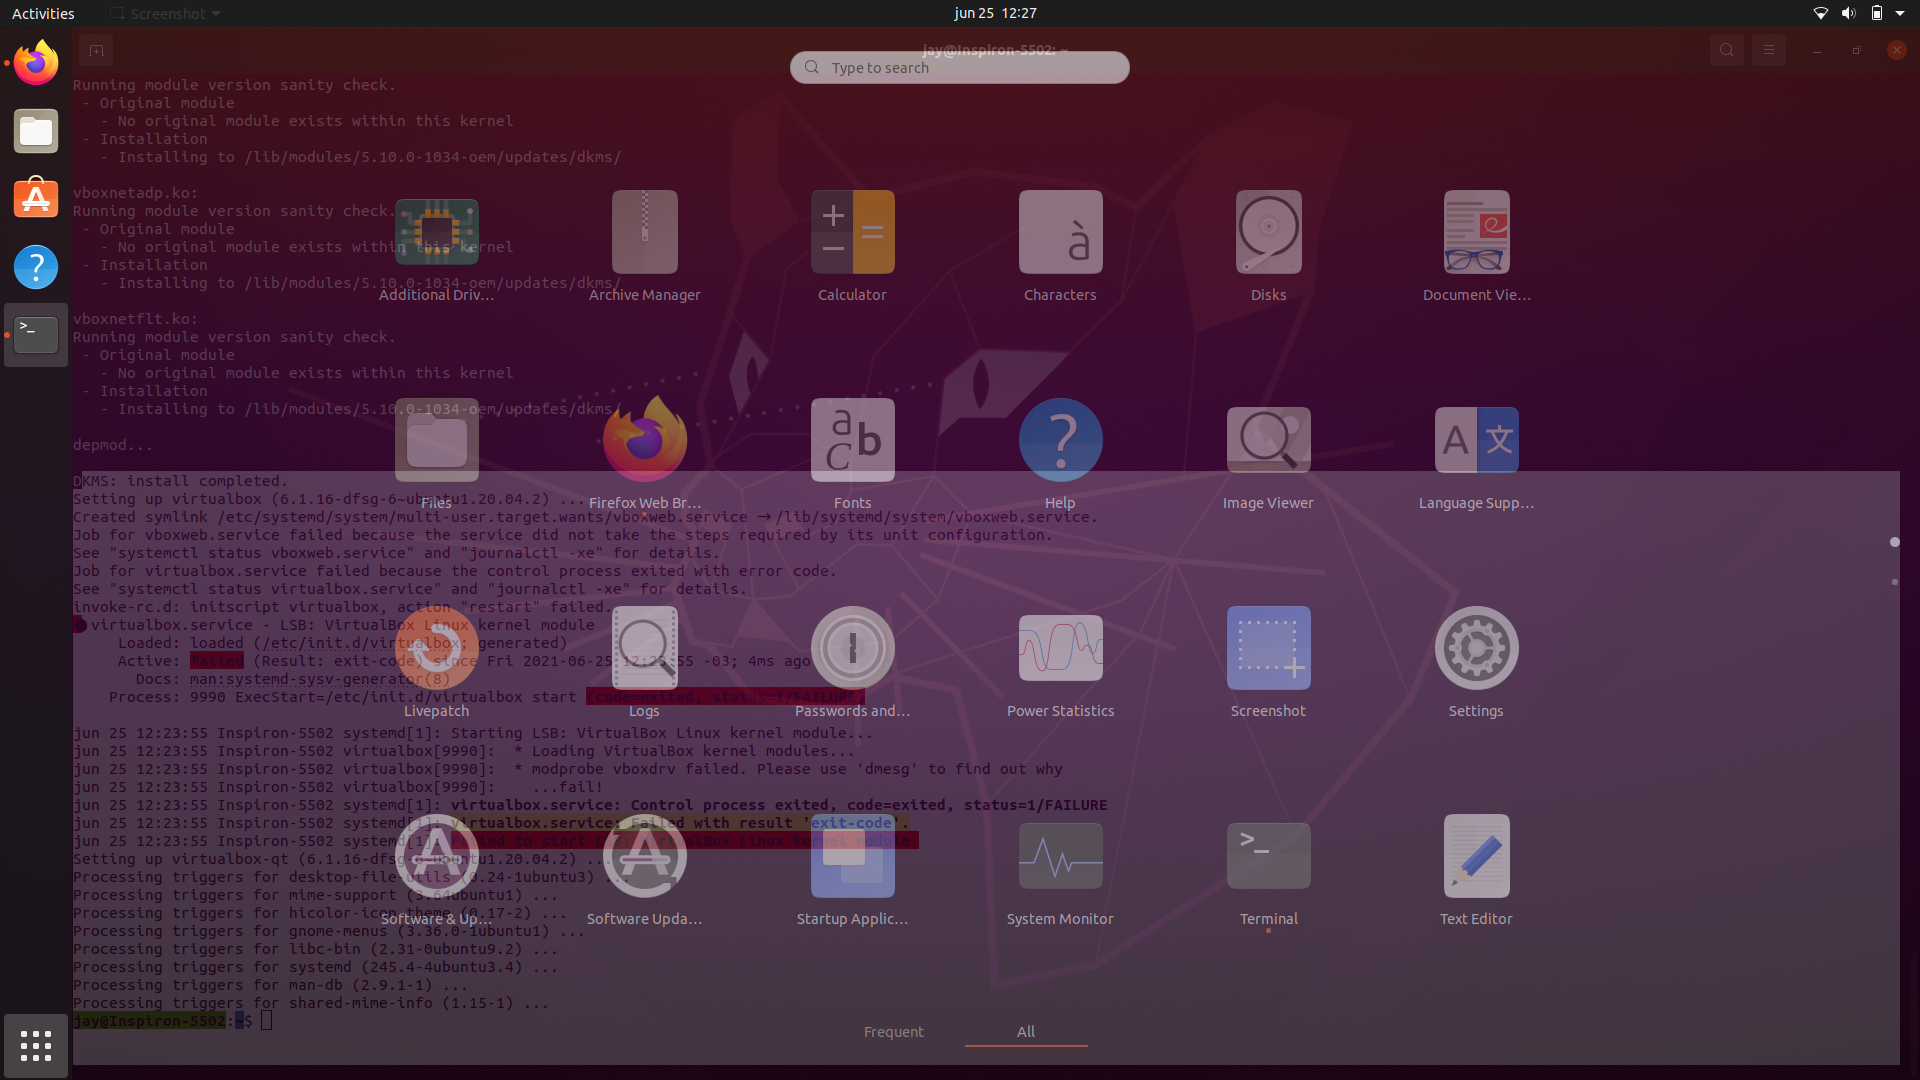 Activities
Screenshot
jun 25 12:27
jay@Inspiron-5502: ~
Type to search
Running module version sanity check.
- Original module
- No original module exists within this kernel
- Installation
- Installing to /lib/modules/5.10.0-1034-oem/updates/dkms/
vboxnetadp.ko:
Running module version sanity check.
- Original module
- No original module exists within this kernel
- Installation
- Installing to /lib/modules/5.10.0-1034-oem/updates/dkms/
Additional Driv...
Archive Manager
Calculator
Characters
Disks
Document Vie...
vboxnetflt.ko:
Running module version sanity check.
- Original module
- No original module exists within this kernel
- Installation
- Installing to /lib/modules/5.10.0-1034-oem/updates/dkms/
depmod...
DKMS: install completed.
Setting up virtualbox (6.1.16-dfsg-6~ubuntu1.20.04.2) ...
Files
Firefox Web Br...
Fonts
Help
Image Viewer
Language Supp...
Created symlink /etc/systemd/system/multi-user.target.wants/vboxweb.service → /lib/systemd/system/vboxweb.service.
Job for vboxweb.service failed because the service did not take the steps required by its unit configuration.
See "systemctl status vboxweb.service" and "journalctl -xe" for details.
Job for virtualbox.service failed because the control process exited with error code.
See "systemctl status virtualbox.service" and "journalctl -xe" for details.
invoke-rc.d: initscript virtualbox, action "restart" failed.
● virtualbox.service - LSB: VirtualBox Linux kernel module
Loaded: loaded (/etc/init.d/virtualbox; generated)
Active: failed (Result: exit-code) since Fri 2021-06-25 12:23:55 -03; 4ms ago
Docs: man:systemd-sysv-generator(8)
Process: 9990 ExecStart=/etc/init.d/virtualbox start (code=exited, status=1/FAILURE)
Livepatch
Logs
Passwords and...
Power Statistics
Screenshot
Settings
jun 25 12:23:55 Inspiron-5502 systemd[1]: Starting LSB: VirtualBox Linux kernel module...
jun 25 12:23:55 Inspiron-5502 virtualbox[9990]:  * Loading VirtualBox kernel modules...
jun 25 12:23:55 Inspiron-5502 virtualbox[9990]:  * modprobe vboxdrv failed. Please use 'dmesg' to find out why
jun 25 12:23:55 Inspiron-5502 virtualbox[9990]:    ...fail!
jun 25 12:23:55 Inspiron-5502 systemd[1]: virtualbox.service: Control process exited, code=exited, status=1/FAILURE
jun 25 12:23:55 Inspiron-5502 systemd[1]: virtualbox.service: Failed with result 'exit-code'.
jun 25 12:23:55 Inspiron-5502 systemd[1]: Failed to start LSB: VirtualBox Linux kernel module.
Setting up virtualbox-qt (6.1.16-dfsg-6~ubuntu1.20.04.2) ...
Processing triggers for desktop-file-utils (0.24-1ubuntu3) ...
Processing triggers for mime-support (3.64ubuntu1) ...
Processing triggers for hicolor-icon-theme (0.17-2) ...
Software & Up...
Software Upda...
Startup Applic...
System Monitor
Terminal
Text Editor
Processing triggers for gnome-menus (3.36.0-1ubuntu1) ...
Processing triggers for libc-bin (2.31-0ubuntu9.2) ...
Processing triggers for systemd (245.4-4ubuntu3.4) ...
Processing triggers for man-db (2.9.1-1) ...
Processing triggers for shared-mime-info (1.15-1) ...
jay@Inspiron-5502:~$
Frequent
All